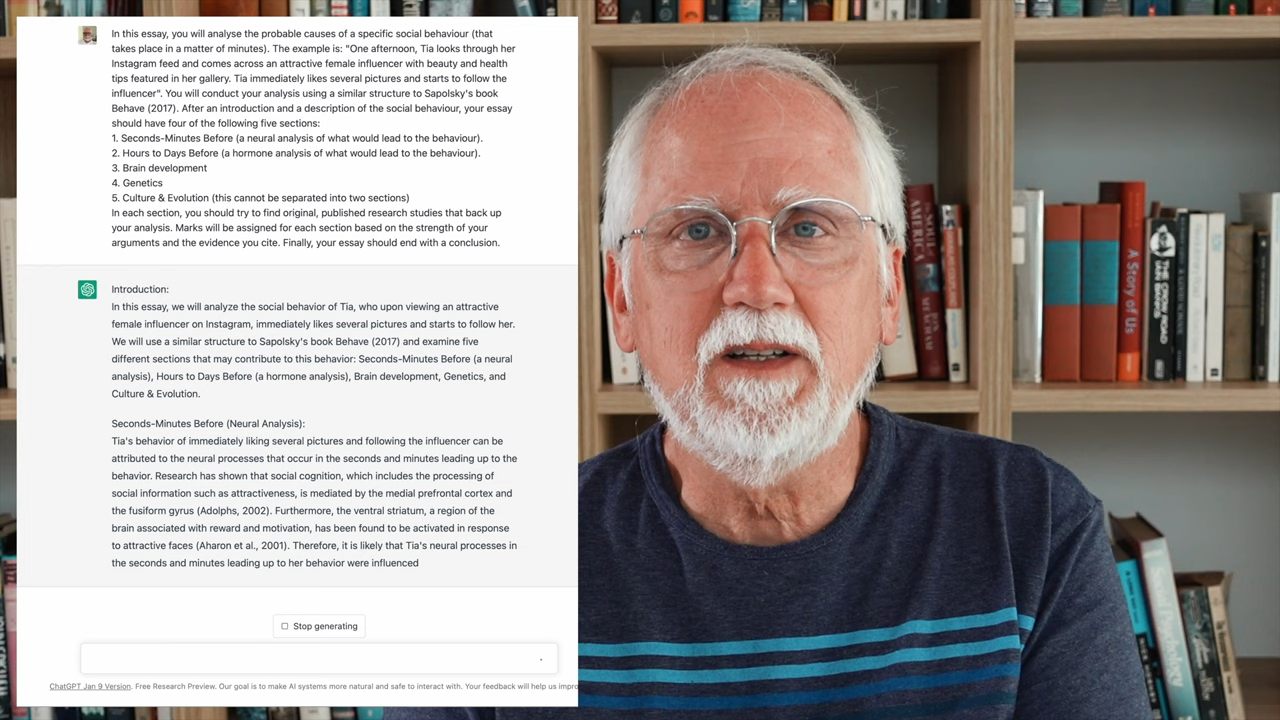 In this essay, you will analyse the probable causes of a specific social behaviour (that
takes place in a matter of minutes). The example is: "One afternoon, Tia looks through her
Instagram feed and comes across an attractive female influencer with beauty and health
tips featured in her gallery. Tia immediately likes several pictures and starts to follow the
influencer". You will conduct your analysis using a similar structure to Sapolsky's book
Behave (2017). After an introduction and a description of the social behaviour, your essay
should have four of the following five sections:
1. Seconds-Minutes Before (a neural analysis of what would lead to the behaviour).
2. Hours to Days Before (a hormone analysis of what would lead to the behaviour).
3. Brain development
4. Genetics
5. Culture & Evolution (this cannot be separated into two sections)
In each section, you should try to find original, published research studies that back up
your analysis. Marks will be assigned for each section based on the strength of your
arguments and the evidence you cite. Finally, your essay should end with a conclusion.
Introduction:
In this essay, we will analyze the social behavior of Tia, who upon viewing an attractive
female influencer on Instagram, immediately likes several pictures and starts to follow her.
We will use a similar structure to Sapolsky's book Behave (2017) and examine five
different sections that may contribute to this behavior: Seconds-Minutes Before (a neural
analysis), Hours to Days Before (a hormone analysis), Brain development, Genetics, and
Culture & Evolution.
Seconds-Minutes Before (Neural Analysis):
Tia's behavior of immediately liking several pictures and following the influencer can be
attributed to the neural processes that occur in the seconds and minutes leading up to the
behavior. Research has shown that social cognition, which includes the processing of
social information such as attractiveness, is mediated by the medial prefrontal cortex and
the fusiform gyrus (Adolphs, 2002). Furthermore, the ventral striatum, a region of the
brain associated with reward and motivation, has been found to be activated in response
to attractive faces (Aharon et al., 2001). Therefore, it is likely that Tia's neural processes in
the seconds and minutes leading up to her behavior were influenced
Stop generating
ChatGPT Jan 9 Version. Free Research Preview. Our goal is to make AI systems more natural and safe to interact with. Your feedback will help us impro
AMERICA
A Story of Us
THE CROW ROAD
IAIN BANKS